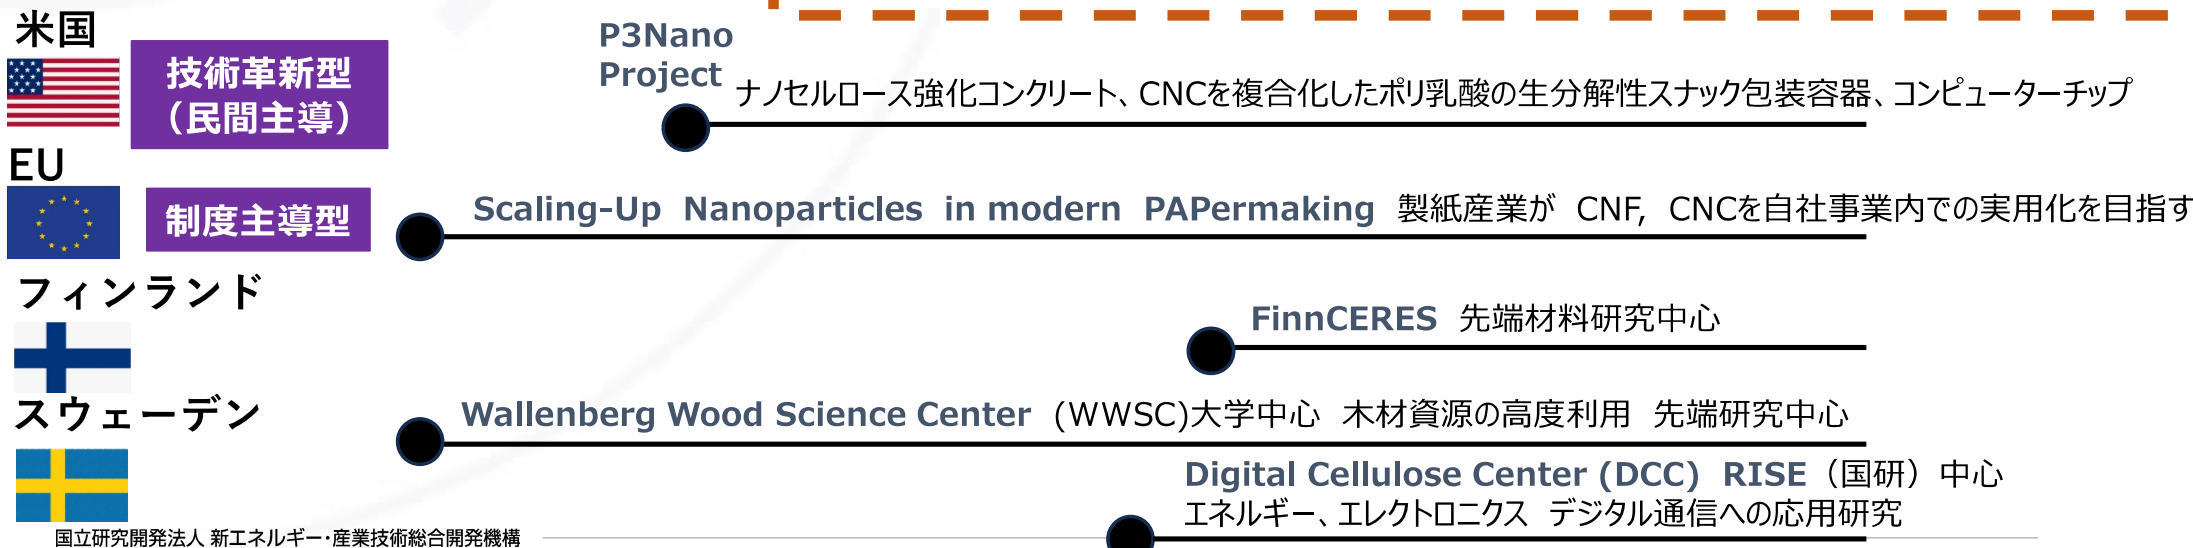 米国
技術革新型
（民間主導）
P3Nano
Project
ナノセルロース強化コンクリート、CNCを複合化したポリ乳酸の生分解性スナック包装容器、コンピューターチップ
EU
制度主導型
Scaling-Up Nanoparticles in modern PAPermaking 製紙産業が CNF, CNCを自社事業内での実用化を目指す
フィンランド
FinnCERES 先端材料研究中心
スウェーデン
Wallenberg Wood Science Center (WWSC)大学中心 木材資源の高度利用 先端研究中心
Digital Cellulose Center (DCC) RISE（国研）中心
エネルギー、エレクトロニクス デジタル通信への応用研究
国立研究開発法人 新エネルギー・産業技術総合開発機構